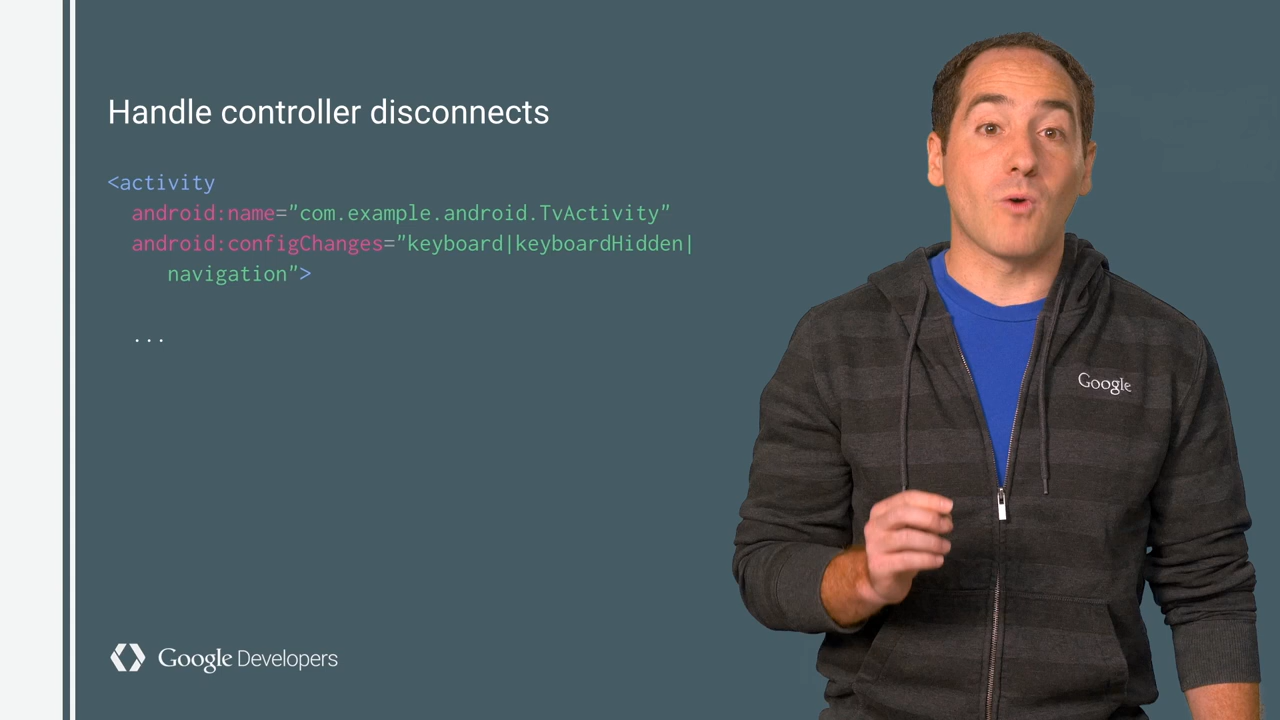 Handle controller disconnects
<activity
android:name="com.example.android.TvActivity"
android:configChanges="keyboard|keyboardHidden|
navigation">
...
Google
Google Developers